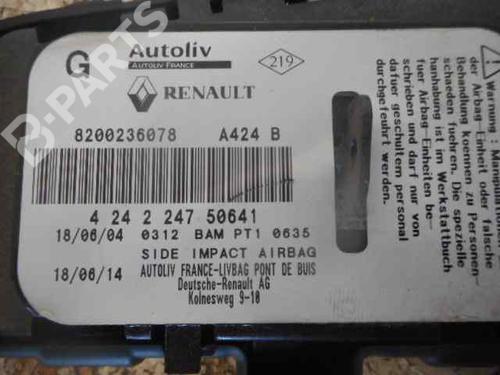 B-PARTS
G
Autoliv
AUTOLIV FRANCE
219
RENAULT
8200236078 A424 B
4 24 2 247 50641
18/06/04 0312 BAM PT1 0635
SIDE IMPACT AIRBAG
18/06/14 AUTOLIV FRANCE-LIVBAG PONT DE BUIS
Deutsche-Renault AG
Kolnesweg 9-10
Warnung:
der Airbag-Einheit oder
Behandlung koennen zu Personen
schaeden fuehren. Die spezielle
hanhabung ist im Werkstattbuch
fuer Airbag-Einheiten be-
schrieben und darf nur von
dafuer geschultem personal
durchgefuehrt werden.